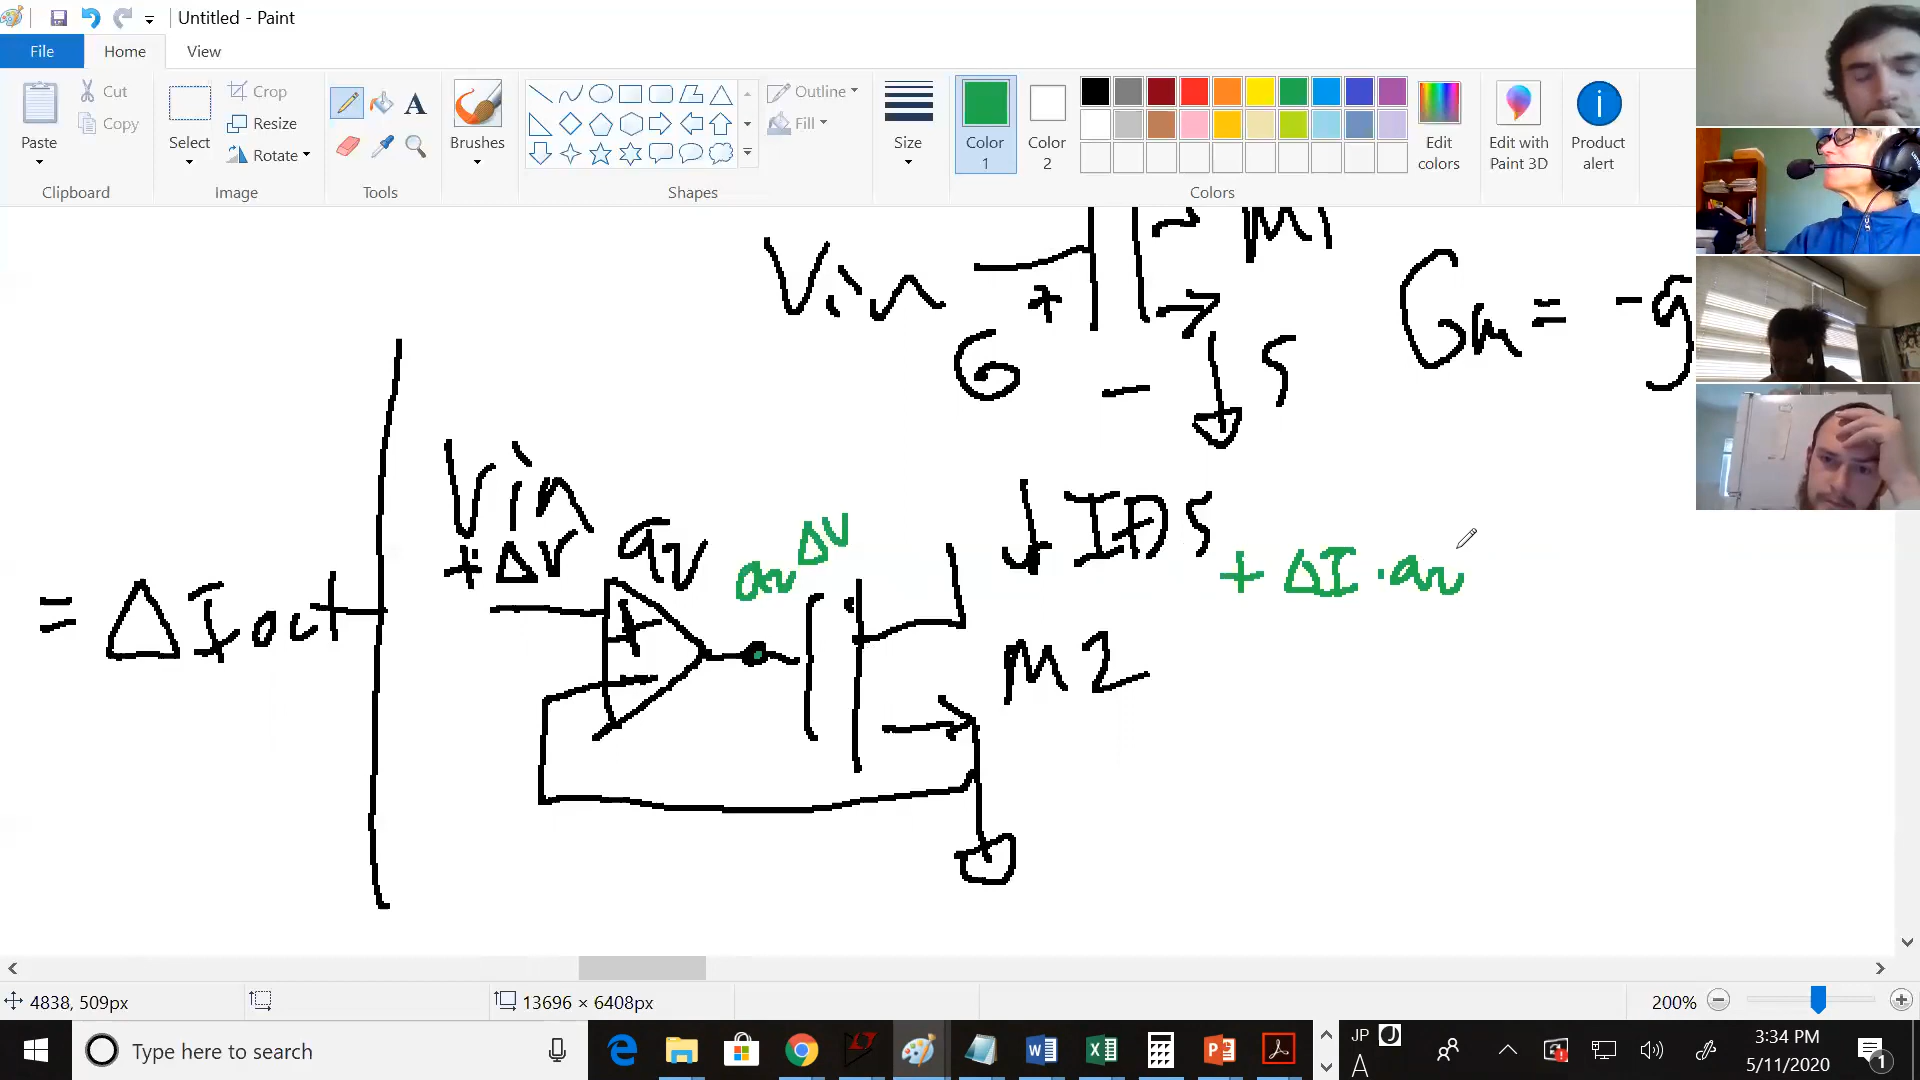 Untitled - Paint
File
Home
View
Paste
Cut
Copy
Clipboard
Select
Crop
Resize
Rotate
Image
A
Tools
Brushes
Outline
Fill
Shapes
Size
Color 1
Color 2
Edit colors
Colors
Edit with Paint 3D
Product alert
Vin
+
G
-
S
M1
Gm = -g
= ΔIout
Vin
+ΔV
av
avΔV
+
-
↓ IDS
+ ΔI · av
M2
4838, 509px
13696 × 6408px
200%
Type here to search
JP
A
3:34 PM
5/11/2020
1